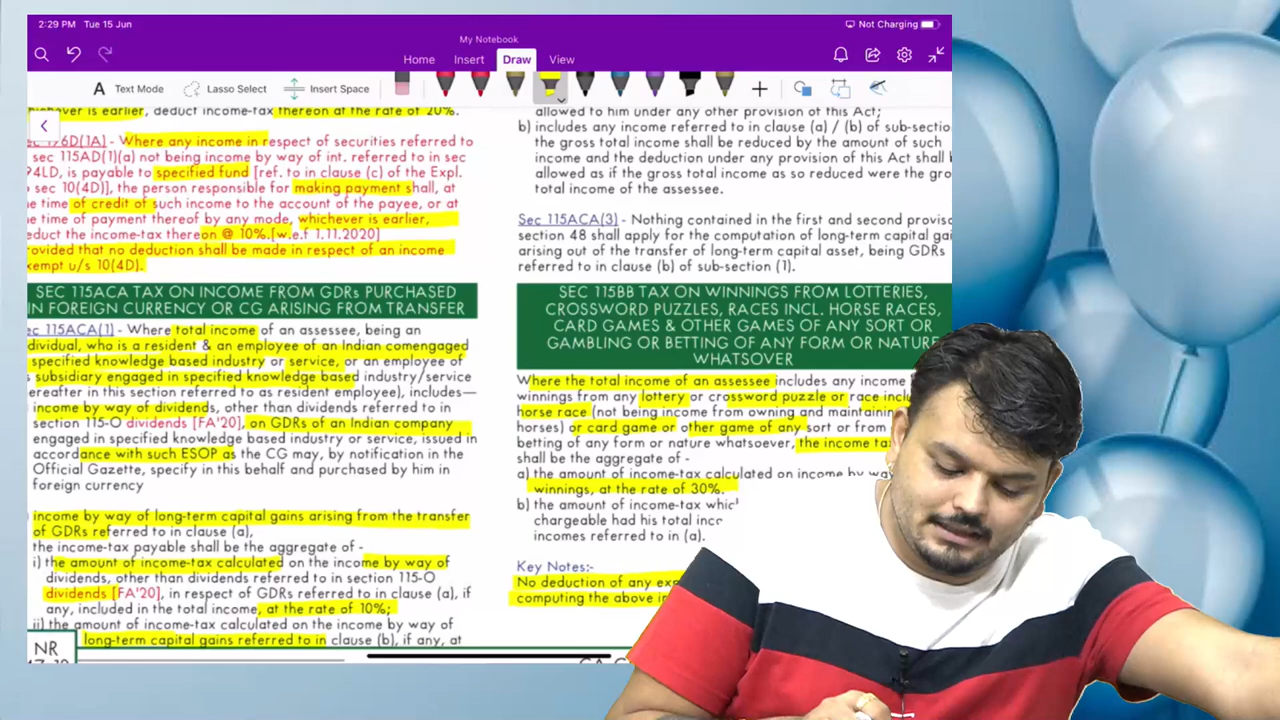 2:29 PM Tue 15 Jun
Not Charging
My Notebook
Home Insert Draw View
Text Mode Lasso Select Insert Space
is earlier, deduct income-tax thereon at the rate of 20%.
196D(1A) - Where any income in respect of securities referred to
sec 115AD(1)(a) not being income by way of int. referred to in sec
94LD, is payable to specified fund [ref. to in clause (c) of the Expl.
sec 10(4D)], the person responsible for making payment shall, at
time of credit of such income to the account of the payee, or at
time of payment thereof by any mode, whichever is earlier,
educt the income-tax thereon @ 10%.[w.e.f 1.11.2020]
rovided that no deduction shall be made in respect of an income
xempt u/s 10(4D).
SEC 115ACA TAX ON INCOME FROM GDRs PURCHASED
IN FOREIGN CURRENCY OR CG ARISING FROM TRANSFER
ec 115ACA(1) - Where total income of an assessee, being an
dividual, who is a resident & an employee of an Indian comengaged
specified knowledge based industry or service, or an employee of
subsidiary engaged in specified knowledge based industry/service
ereafter in this section referred to as resident employee), includes—
income by way of dividends, other than dividends referred to in
section 115-O dividends [FA'20], on GDRs of an Indian company
engaged in specified knowledge based industry or service, issued in
accordance with such ESOP as the CG may, by notification in the
Official Gazette, specify in this behalf and purchased by him in
foreign currency
income by way of long-term capital gains arising from the transfer
of GDRs referred to in clause (a),
the income-tax payable shall be the aggregate of -
i) the amount of income-tax calculated on the income by way of
dividends, other than dividends referred to in section 115-O
dividends [FA'20], in respect of GDRs referred to in clause (a), if
any, included in the total income, at the rate of 10%;
ii) the amount of income-tax calculated on the income by way of
long-term capital gains referred to in clause (b), if any, at
NR
allowed to him under any other provision of this Act;
b) includes any income referred to in clause (a) / (b) of sub-sectio
the gross total income shall be reduced by the amount of such
income and the deduction under any provision of this Act shall b
allowed as if the gross total income as so reduced were the gro
total income of the assessee.
Sec 115ACA(3) - Nothing contained in the first and second proviso
section 48 shall apply for the computation of long-term capital gai
arising out of the transfer of long-term capital asset, being GDRs
referred to in clause (b) of sub-section (1).
SEC 115BB TAX ON WINNINGS FROM LOTTERIES,
CROSSWORD PUZZLES, RACES INCL. HORSE RACES,
CARD GAMES & OTHER GAMES OF ANY SORT OR
GAMBLING OR BETTING OF ANY FORM OR NATURE
WHATSOVER
Where the total income of an assessee includes any income
winnings from any lottery or crossword puzzle or race inclu
horse race (not being income from owning and maintaining
horses) or card game or other game of any sort or from
betting of any form or nature whatsoever, the income tax
shall be the aggregate of -
a) the amount of income-tax calculated on income by way
winnings, at the rate of 30%.
b) the amount of income-tax whic
chargeable had his total inc
incomes referred to in (a).
Key Notes:-
No deduction of any exp
computing the above in